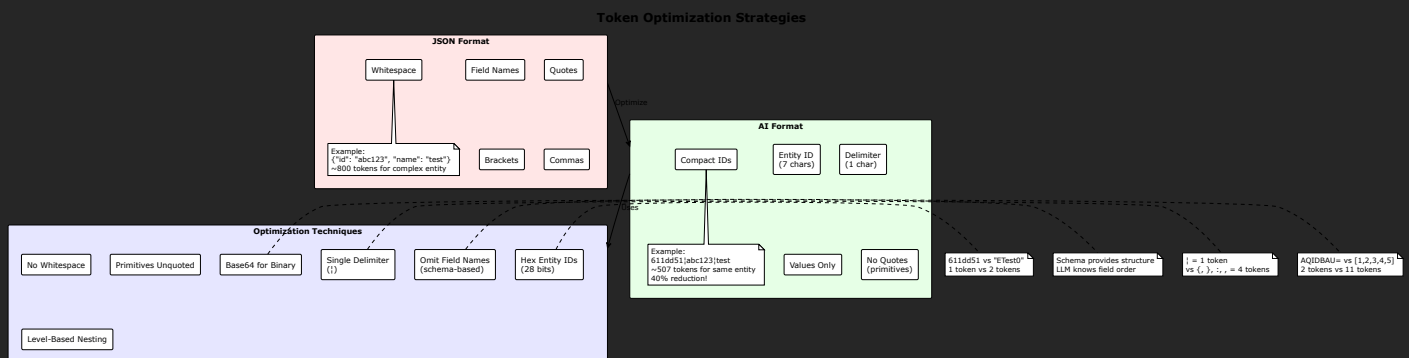 Token Optimization Strategies
JSON Format
Whitespace
Field Names
Quotes
Example:
{"id": "abc123", "name": "test"}
~800 tokens for complex entity
Brackets
Commas
Optimize
AI Format
Compact IDs
Entity ID
(7 chars)
Delimiter
(1 char)
Example:
611dd51¦abc123¦test
~507 tokens for same entity
40% reduction!
Values Only
No Quotes
(primitives)
Uses
Optimization Techniques
No Whitespace
Primitives Unquoted
Base64 for Binary
Single Delimiter
(¦)
Omit Field Names
(schema-based)
Hex Entity IDs
(28 bits)
Level-Based Nesting
611dd51 vs "ETest0"
1 token vs 2 tokens
Schema provides structure
LLM knows field order
¦ = 1 token
vs {, }, :, , = 4 tokens
AQIDBAU= vs [1,2,3,4,5]
2 tokens vs 11 tokens